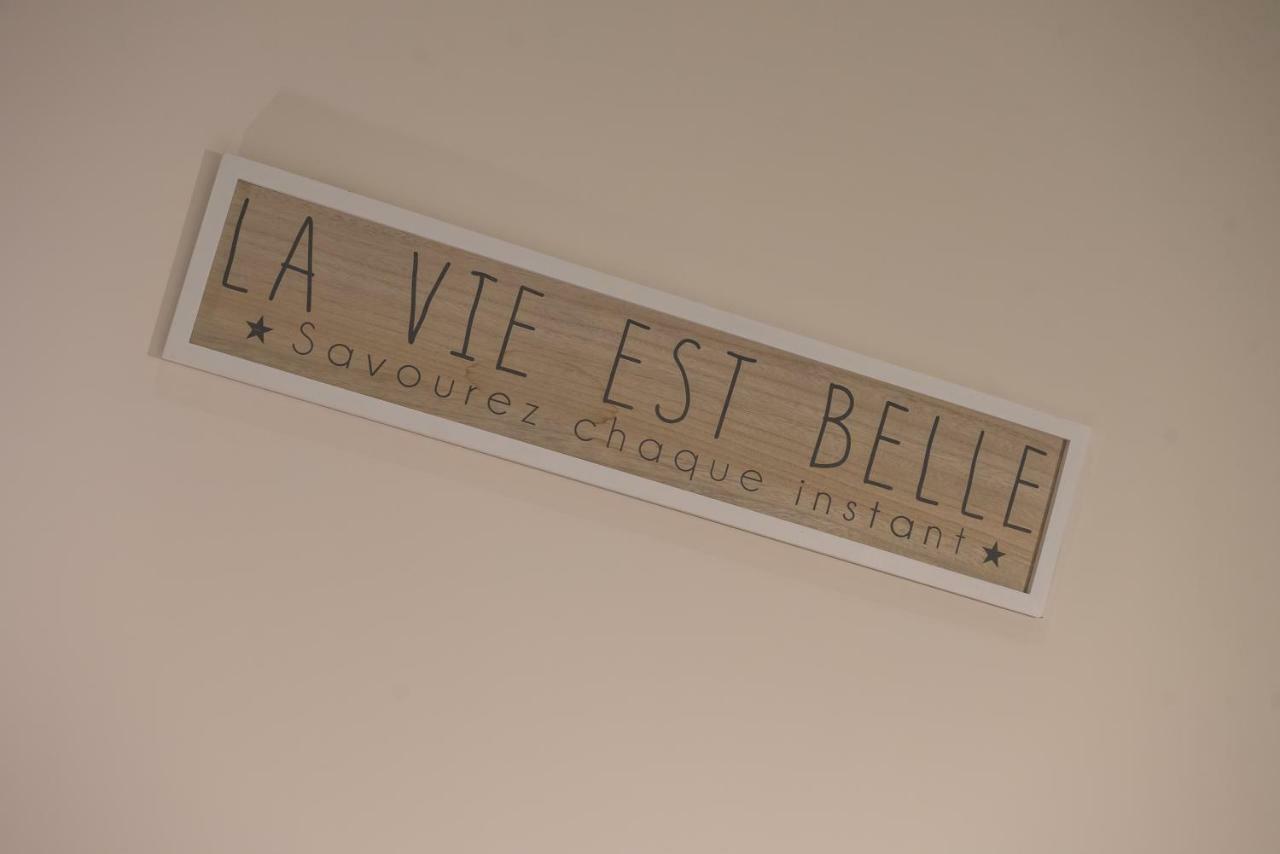 LA VIE EST BELLE
★ Savourez chaque instant ★